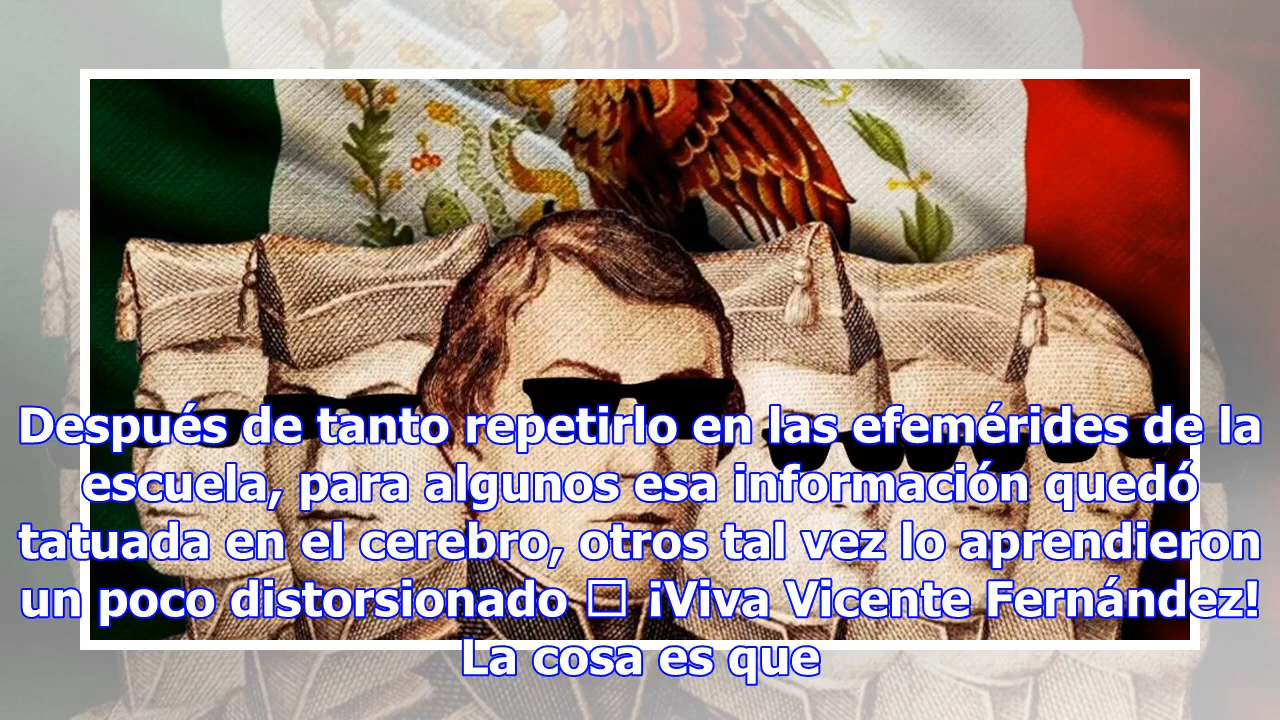 Después de tanto repetirlo en las efemérides de la
escuela, para algunos esa información quedó
tatuada en el cerebro, otros tal vez lo aprendieron
un poco distorsionado □ ¡Viva Vicente Fernández!
La cosa es que